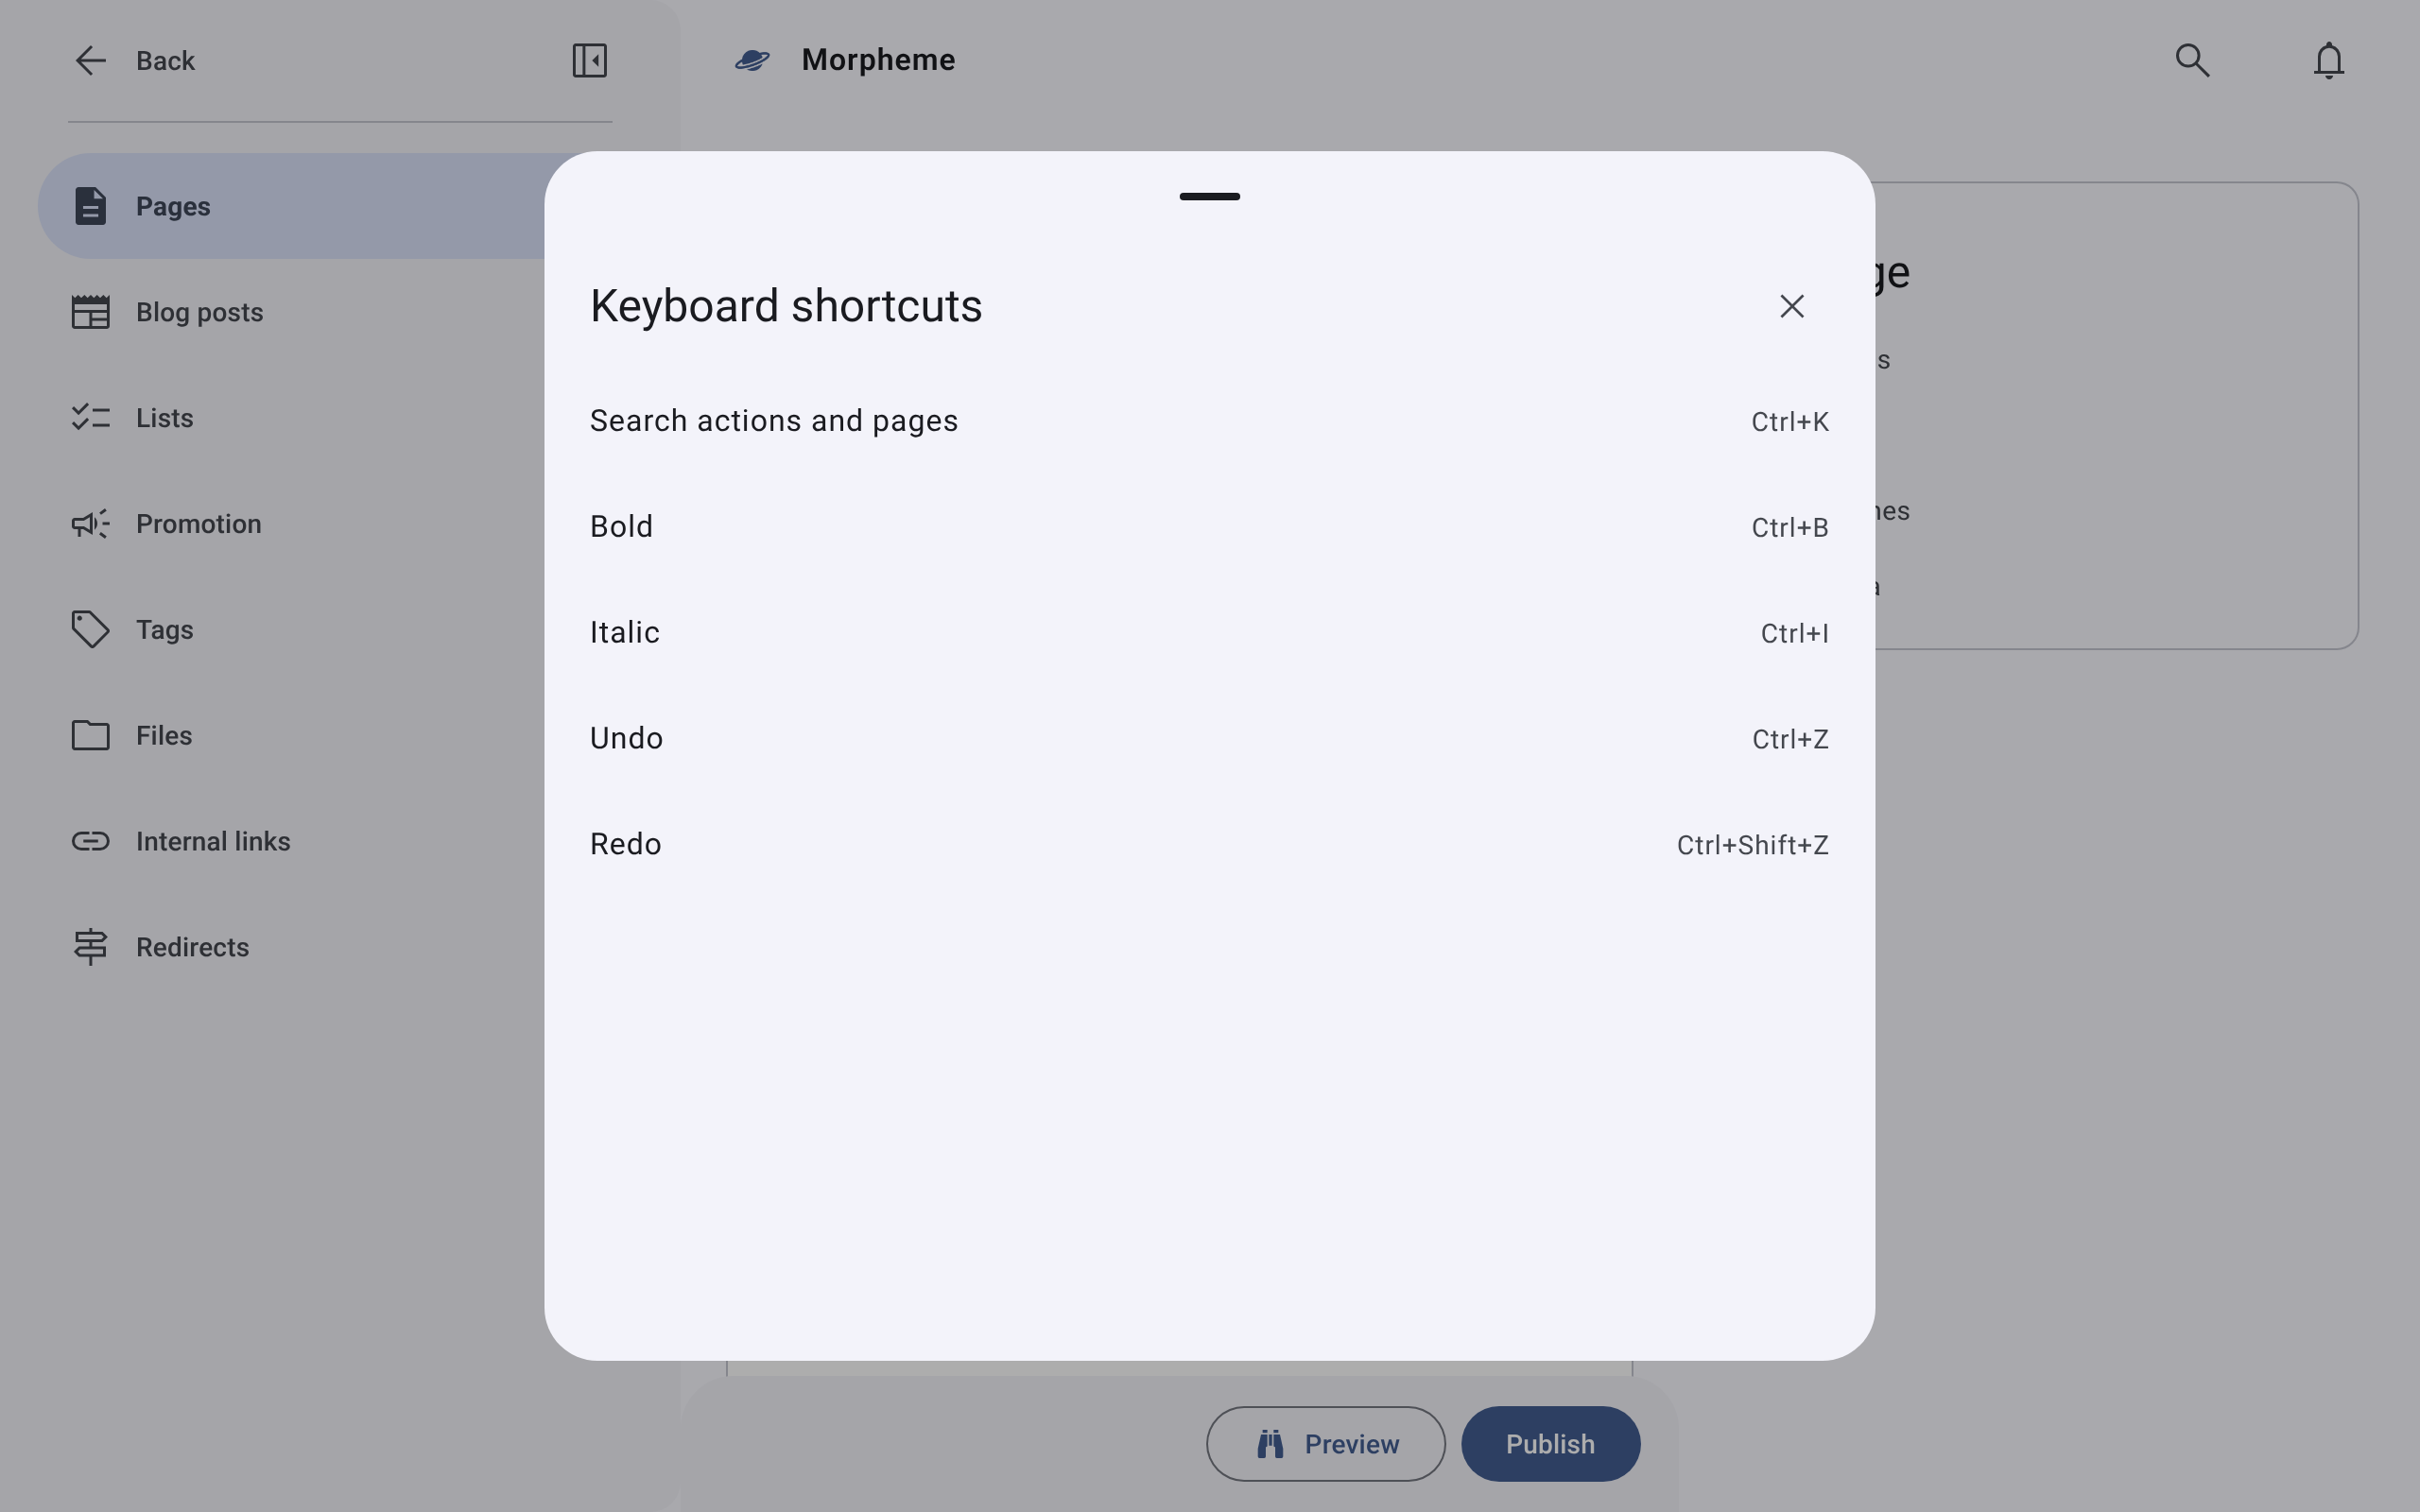 Back
Morpheme
Pages
Blog posts
Lists
Promotion
Tags
Files
Internal links
Redirects
Keyboard shortcuts
Search actions and pages Ctrl+K
Bold Ctrl+B
Italic Ctrl+I
Undo Ctrl+Z
Redo Ctrl+Shift+Z
Preview
Publish